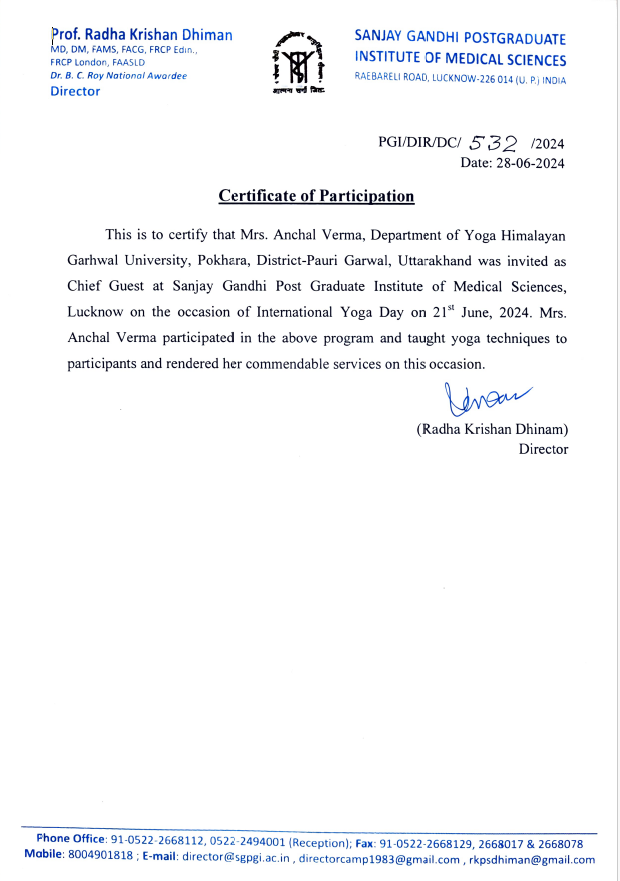 Prof. Radha Krishan Dhiman
MD, DM, FAMS, FACG, FRCP Edin.,
FRCP London, FAASLD
Dr. B. C. Roy National Awardee
Director
SANJAY GANDHI POSTGRADUATE
INSTITUTE OF MEDICAL SCIENCES
RAEBARELI ROAD, LUCKNOW-226 014 (U. P.) INDIA
PGI/DIR/DC/ 532 /2024
Date: 28-06-2024
Certificate of Participation
This is to certify that Mrs. Anchal Verma, Department of Yoga Himalayan
Garhwal University, Pokhara, District-Pauri Garwal, Uttarakhand was invited as
Chief Guest at Sanjay Gandhi Post Graduate Institute of Medical Sciences,
Lucknow on the occasion of International Yoga Day on 21st June, 2024. Mrs.
Anchal Verma participated in the above program and taught yoga techniques to
participants and rendered her commendable services on this occasion.
(Radha Krishan Dhinam)
Director
Phone Office: 91-0522-2668112, 0522-2494001 (Reception); Fax: 91-0522-2668129, 2668017 & 2668078
Mobile: 8004901818 ; E-mail: director@sgpgi.ac.in , directorcamp1983@gmail.com , rkpsdhiman@gmail.com